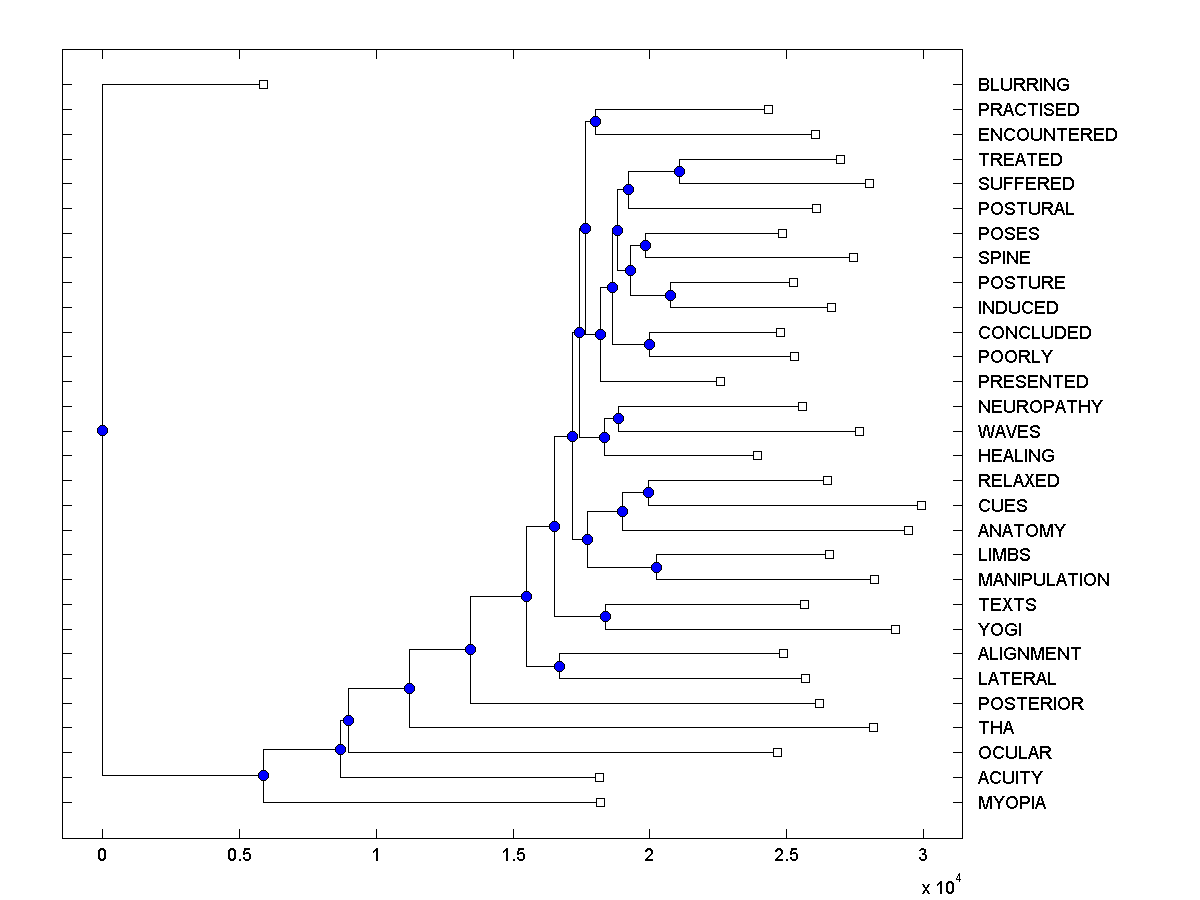 BLURRING
PRACTISED
ENCOUNTERED
TREATED
SUFFERED
POSTURAL
POSES
SPINE
POSTURE
INDUCED
CONCLUDED
POORLY
PRESENTED
NEUROPATHY
WAVES
HEALING
RELAXED
CUES
ANATOMY
LIMBS
MANIPULATION
TEXTS
YOGI
ALIGNMENT
LATERAL
POSTERIOR
THA
OCULAR
ACUITY
MYOPIA
0 0.5 1 1.5 2 2.5 3
x 10^4